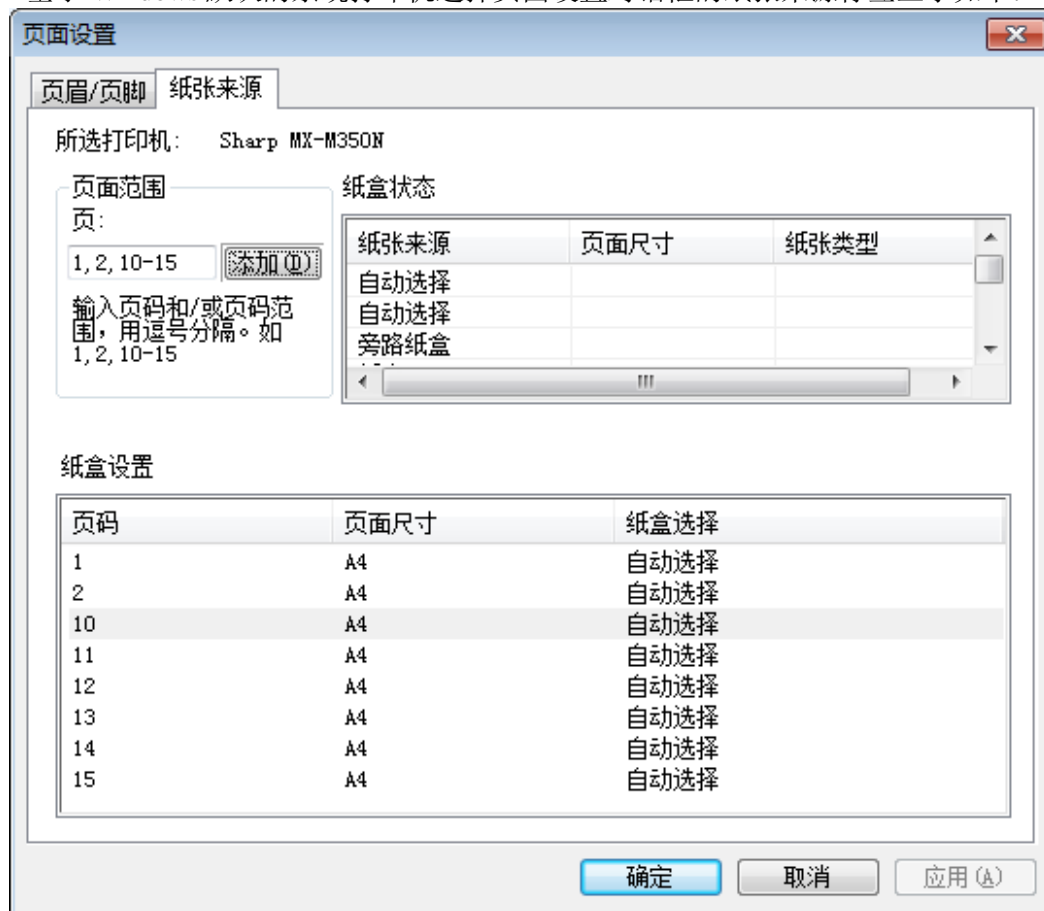 页面设置
页眉/页脚 纸张来源
所选打印机: Sharp MX-M350N
页面范围
页:
1,2,10-15 添加(D)
输入页码和/或页码范
围，用逗号分隔。如
1,2,10-15
纸盒状态
纸张来源 页面尺寸 纸张类型
自动选择
自动选择
旁路纸盒
纸盒设置
页码 页面尺寸 纸盒选择
1 A4 自动选择
2 A4 自动选择
10 A4 自动选择
11 A4 自动选择
12 A4 自动选择
13 A4 自动选择
14 A4 自动选择
15 A4 自动选择
确定 取消 应用(A)